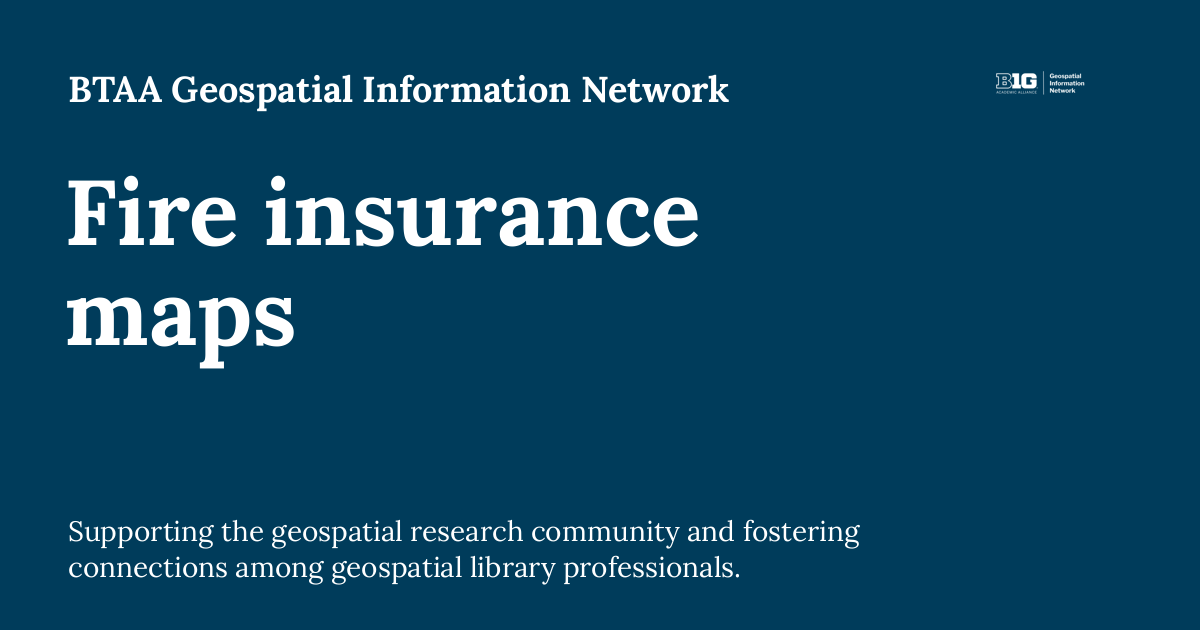 BTAA Geospatial Information Network
B1G
ACADEMIC ALLIANCE
Geospatial
Information
Network
Fire insurance
maps
Supporting the geospatial research community and fostering
connections among geospatial library professionals.